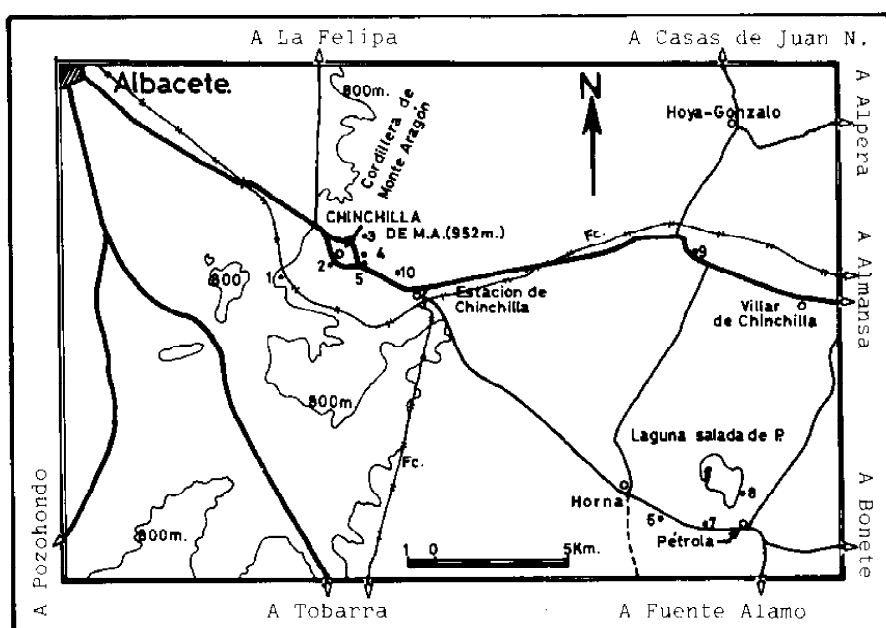 A La Felipa
A Casas de Juan N.
Albacete.
800m.
Cordillera de
Monte Aragón
N
Hoya-Gonzalo
A Alpera
CHINCHILLA
DE M.A.(952m.)
3
2
4
5
10
1
800
Fc.
9
Estación de
Chinchilla
Villar
de Chinchilla
A Almansa
800m.
Laguna salada de P.
Fc.
Horna
6
7
8
Pétrola
800m.
1 0 5Km.
A Pozohondo
A Bonete
A Tobarra
A Fuente Alamo